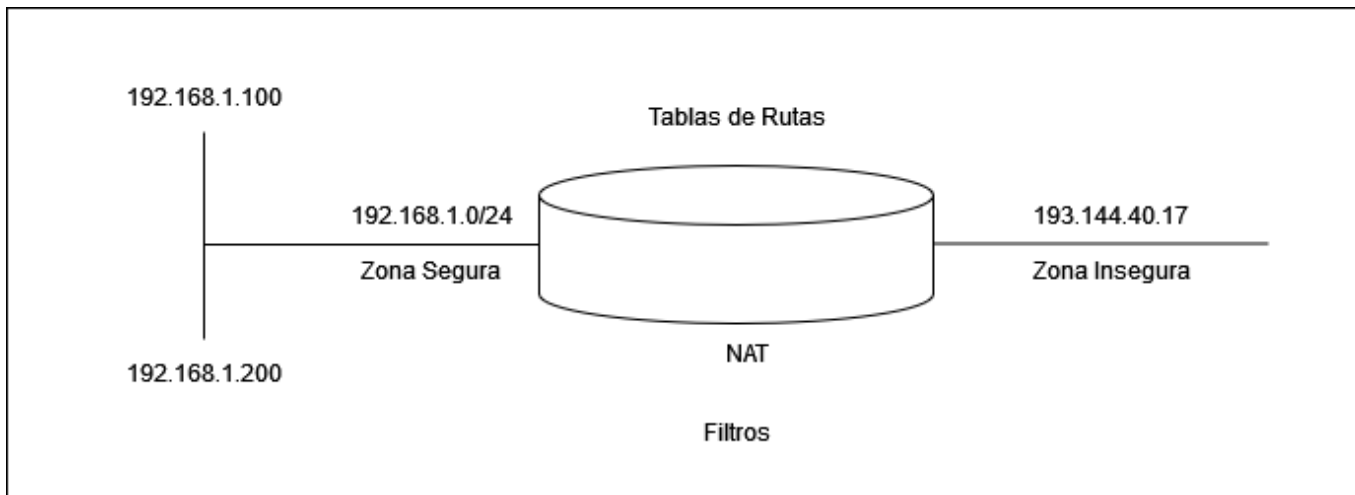 192.168.1.100
Tablas de Rutas
192.168.1.0/24
193.144.40.17
Zona Segura
Zona Insegura
NAT
192.168.1.200
Filtros